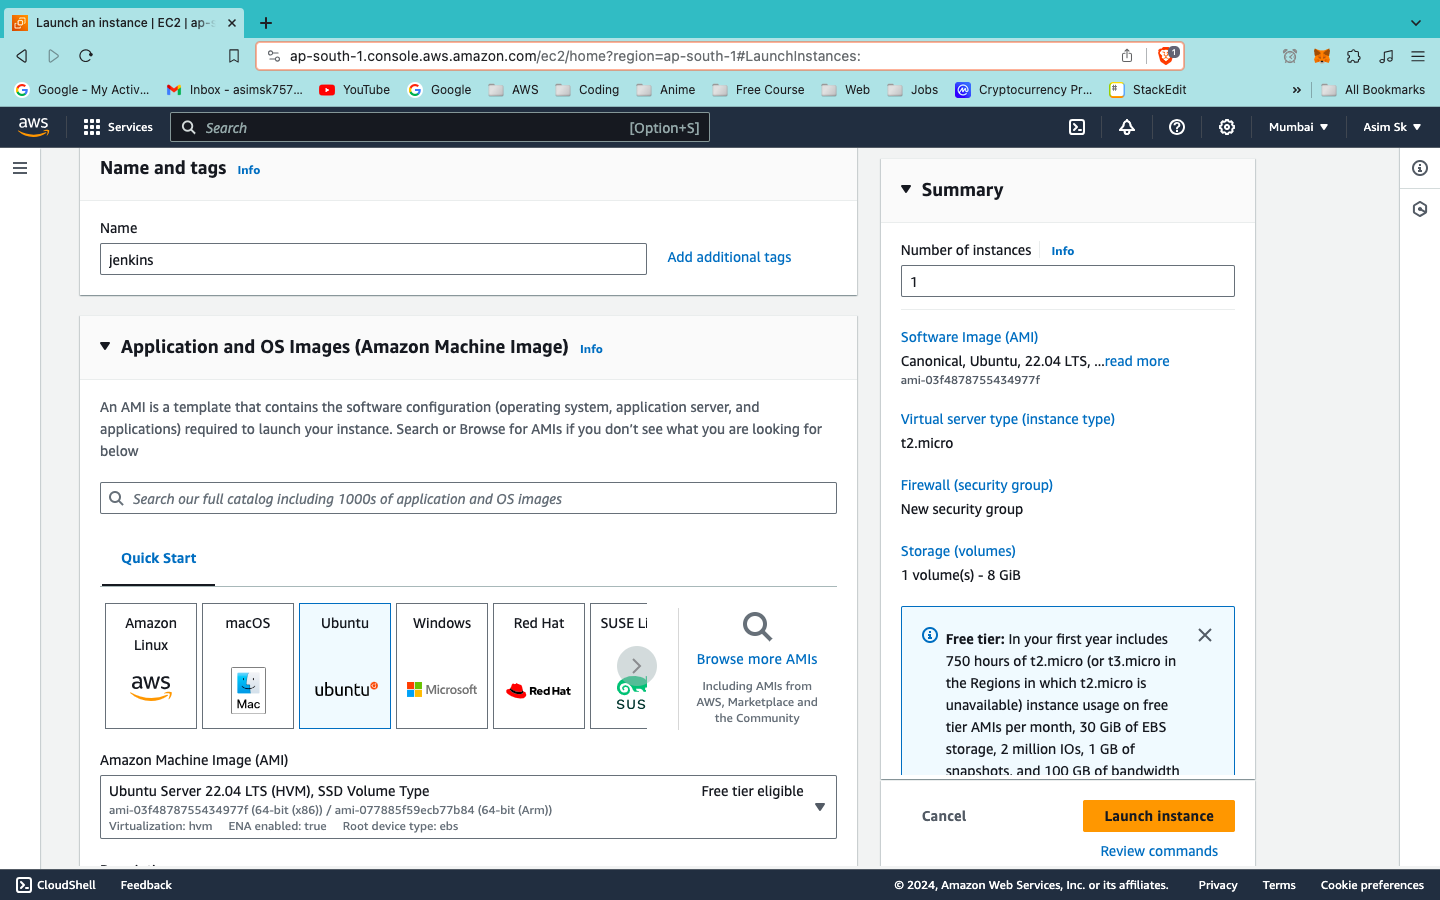 Launch an instance | EC2 | ap-s
ap-south-1.console.aws.amazon.com/ec2/home?region=ap-south-1#LaunchInstances:
1
Google - My Activ...
Inbox - asimsk757...
YouTube
Google
AWS
Coding
Anime
Free Course
Web
Jobs
Cryptocurrency Pr...
StackEdit
»
All Bookmarks
aws
Services
Search
[Option+S]
Mumbai
Asim Sk
Name and tags Info
Name
jenkins
Add additional tags
Application and OS Images (Amazon Machine Image) Info
An AMI is a template that contains the software configuration (operating system, application server, and
applications) required to launch your instance. Search or Browse for AMIs if you don’t see what you are looking for
below
Search our full catalog including 1000s of application and OS images
Quick Start
Amazon
Linux
aws
macOS
Mac
Ubuntu
ubuntu
Windows
Microsoft
Red Hat
Red Hat
SUSE Li
SUS
Browse more AMIs
Including AMIs from
AWS, Marketplace and
the Community
Amazon Machine Image (AMI)
Ubuntu Server 22.04 LTS (HVM), SSD Volume Type
Free tier eligible
ami-03f4878755434977f (64-bit (x86)) / ami-077885f59ecb77b84 (64-bit (Arm))
Virtualization: hvm ENA enabled: true Root device type: ebs
Summary
Number of instances Info
1
Software Image (AMI)
Canonical, Ubuntu, 22.04 LTS, ...read more
ami-03f4878755434977f
Virtual server type (instance type)
t2.micro
Firewall (security group)
New security group
Storage (volumes)
1 volume(s) - 8 GiB
Free tier: In your first year includes
750 hours of t2.micro (or t3.micro in
the Regions in which t2.micro is
unavailable) instance usage on free
tier AMIs per month, 30 GiB of EBS
storage, 2 million IOs, 1 GB of
snapshots, and 100 GB of bandwidth
Cancel
Launch instance
Review commands
CloudShell
Feedback
© 2024, Amazon Web Services, Inc. or its affiliates.
Privacy
Terms
Cookie preferences